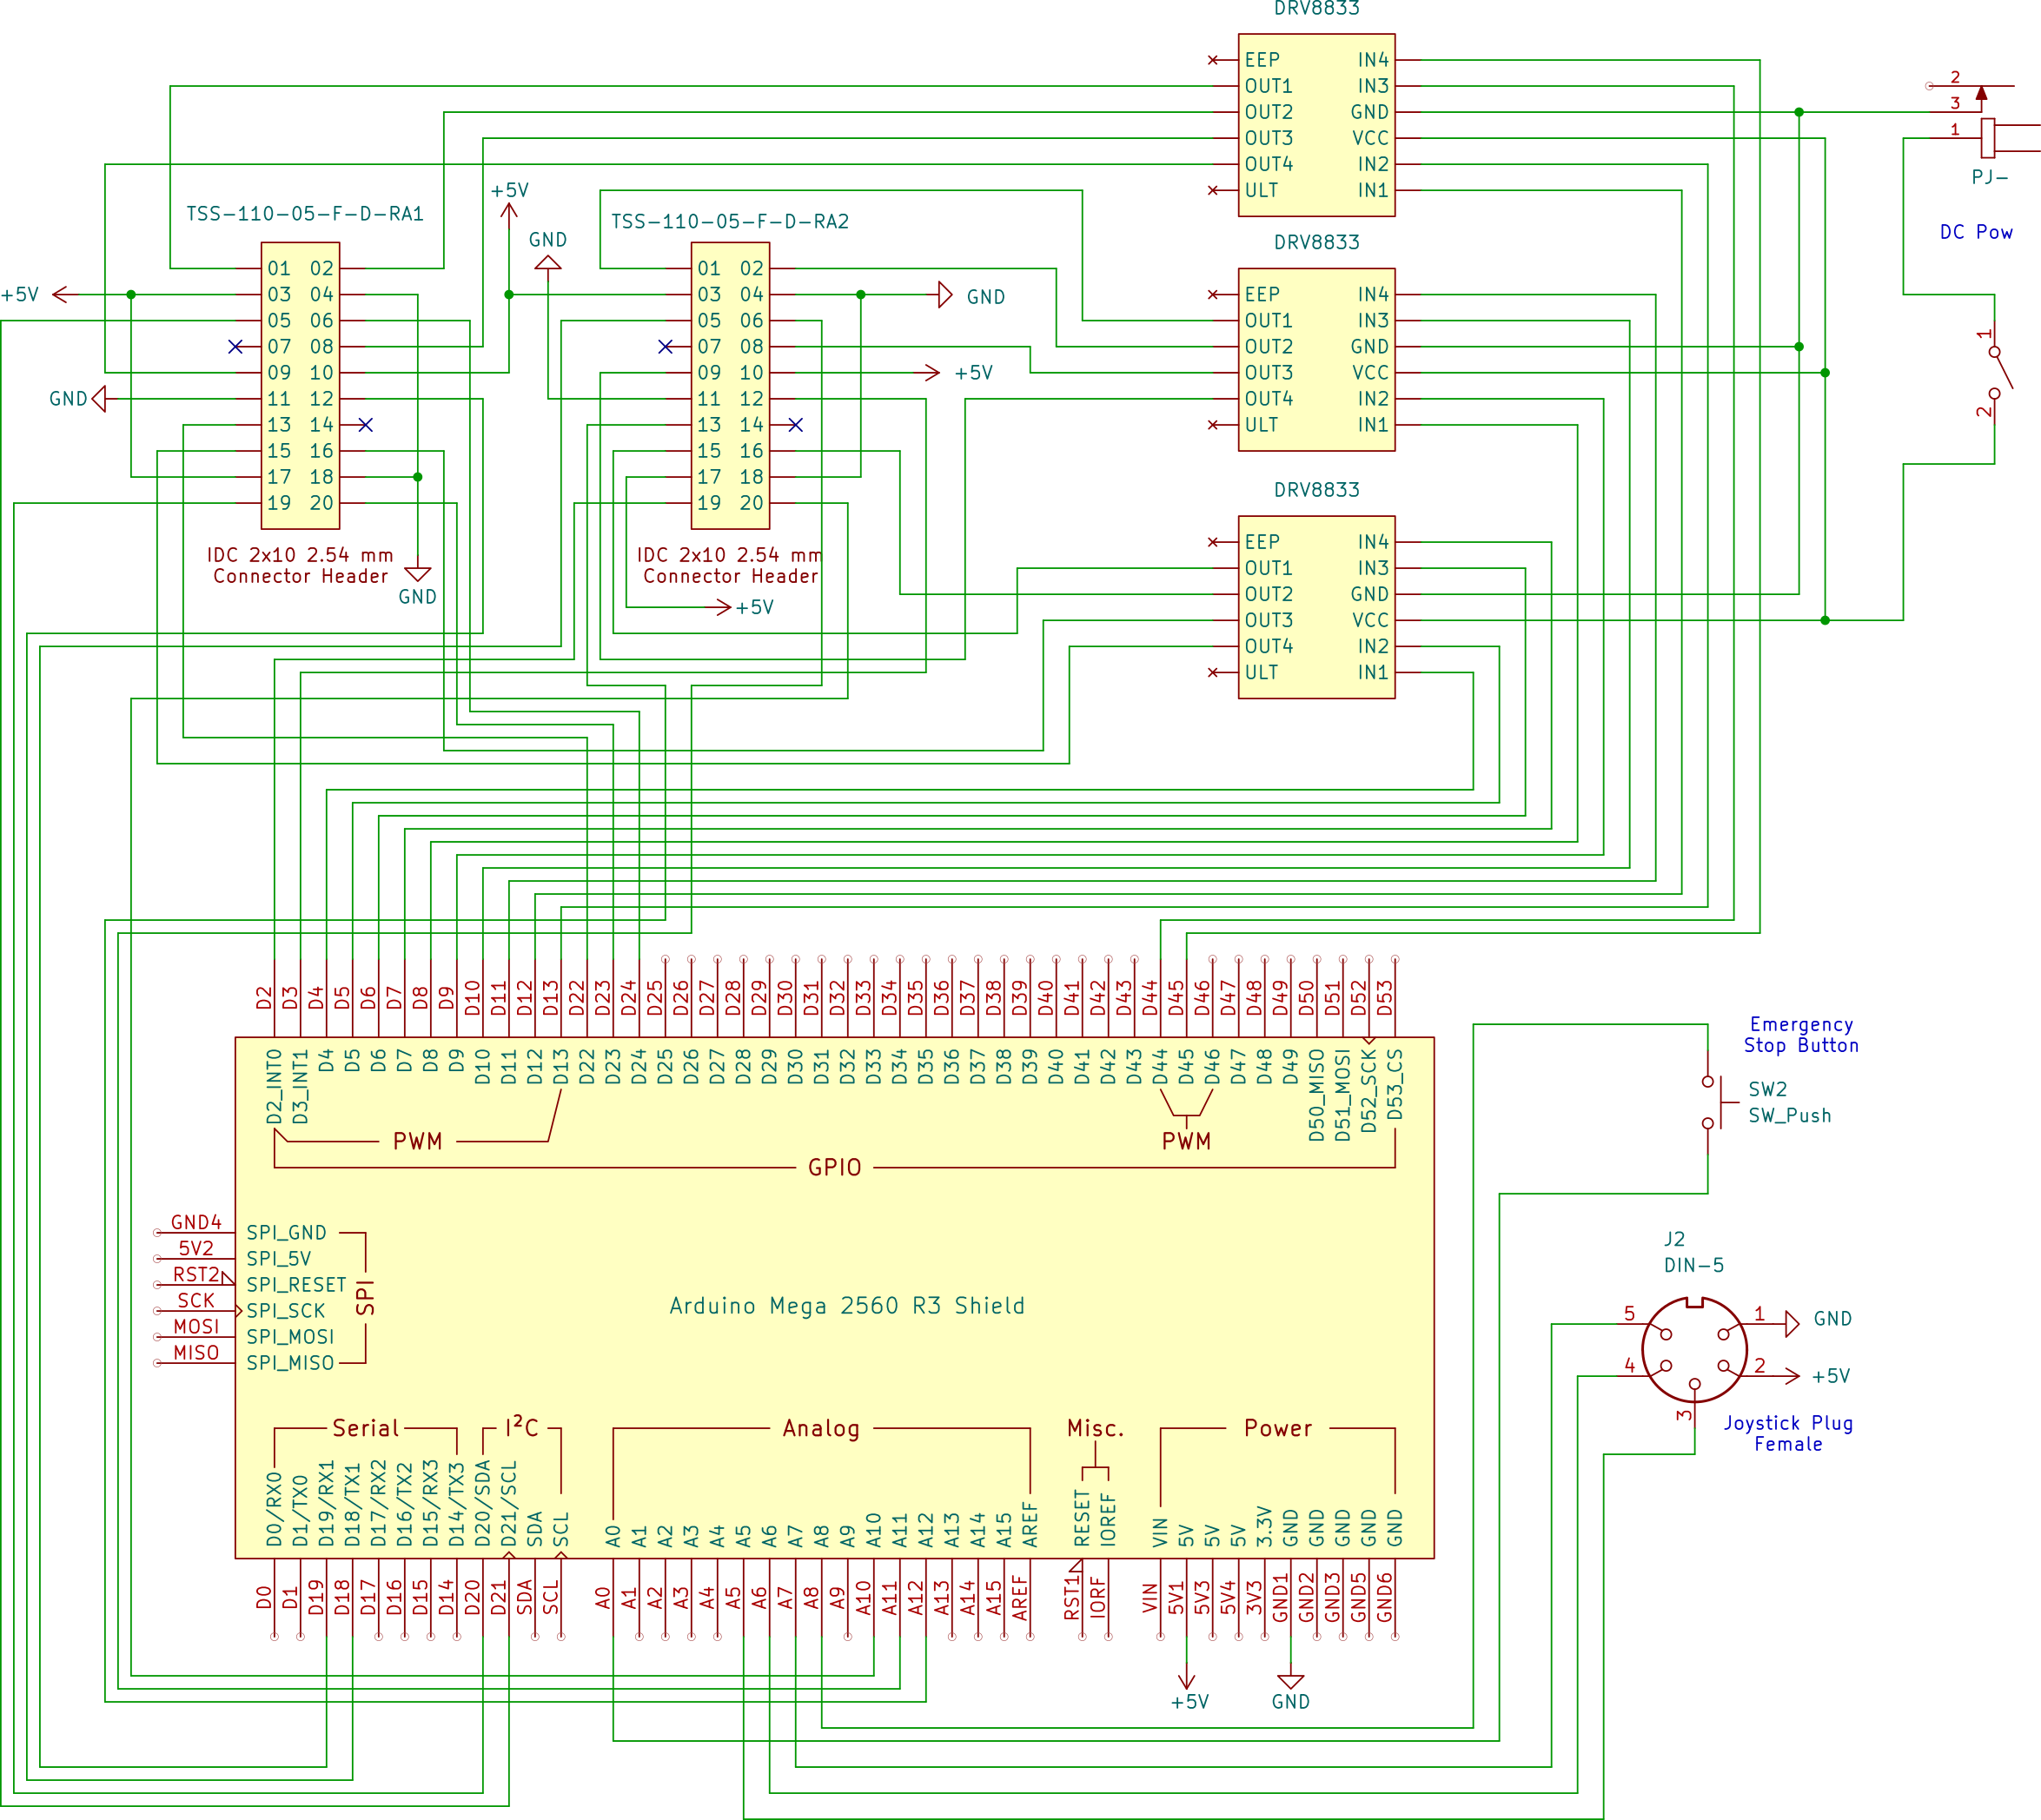 DRV8833
EEP IN4
OUT1 IN3
OUT2 GND
OUT3 VCC
OUT4 IN2
ULT IN1
2
3
1
PJ-
DC Pow
TSS-110-05-F-D-RA1
+5V
GND
TSS-110-05-F-D-RA2
DRV8833
01 02
03 04
05 06
07 08
09 10
11 12
13 14
15 16
17 18
19 20
+5V
GND
IDC 2x10 2.54 mm
Connector Header
GND
01 02
03 04
05 06
07 08
09 10
11 12
13 14
15 16
17 18
19 20
GND
+5V
IDC 2x10 2.54 mm
Connector Header
+5V
EEP IN4
OUT1 IN3
OUT2 GND
OUT3 VCC
OUT4 IN2
ULT IN1
1
2
DRV8833
EEP IN4
OUT1 IN3
OUT2 GND
OUT3 VCC
OUT4 IN2
ULT IN1
D2 D3 D4 D5 D6 D7 D8 D9 D10 D11 D12 D13 D22 D23 D24 D25 D26 D27 D28 D29 D30 D31 D32 D33 D34 D35 D36 D37 D38 D39 D40 D41 D42 D43 D44 D45 D46 D47 D48 D49 D50 D51 D52 D53
D2_INT0 D3_INT1 D4 D5 D6 D7 D8 D9 D10 D11 D12 D13 D22 D23 D24 D25 D26 D27 D28 D29 D30 D31 D32 D33 D34 D35 D36 D37 D38 D39 D40 D41 D42 D43 D44 D45 D46 D47 D48 D49 D50_MISO D51_MOSI D52_SCK D53_CS
PWM
PWM
GPIO
Emergency
Stop Button
SW2
SW_Push
GND4 SPI_GND
5V2 SPI_5V
RST2 SPI_RESET
SCK SPI_SCK
MOSI SPI_MOSI
MISO SPI_MISO
SPI
Arduino Mega 2560 R3 Shield
J2
DIN-5
5
4
1
2
3
GND
+5V
Joystick Plug
Female
Serial
I²C
Analog
Misc.
Power
D0/RX0 D1/TX0 D19/RX1 D18/TX1 D17/RX2 D16/TX2 D15/RX3 D14/TX3 D20/SDA D21/SCL SDA SCL A0 A1 A2 A3 A4 A5 A6 A7 A8 A9 A10 A11 A12 A13 A14 A15 AREF RESET IOREF VIN 5V 5V 5V 3.3V GND GND GND GND GND
D0 D1 D19 D18 D17 D16 D15 D14 D20 D21 SDA SCL A0 A1 A2 A3 A4 A5 A6 A7 A8 A9 A10 A11 A12 A13 A14 A15 AREF RST1 IORF VIN 5V1 5V3 5V4 3V3 GND1 GND2 GND3 GND5 GND6
+5V
GND